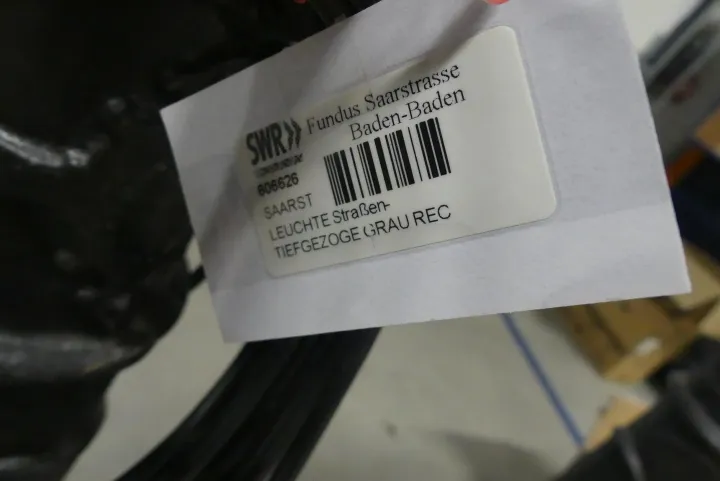 SWR»
Fundus Saarstrasse
Baden-Baden
606626
SAARST
LEUCHTE Straßen-
TIEFGEZOGE GRAU REC